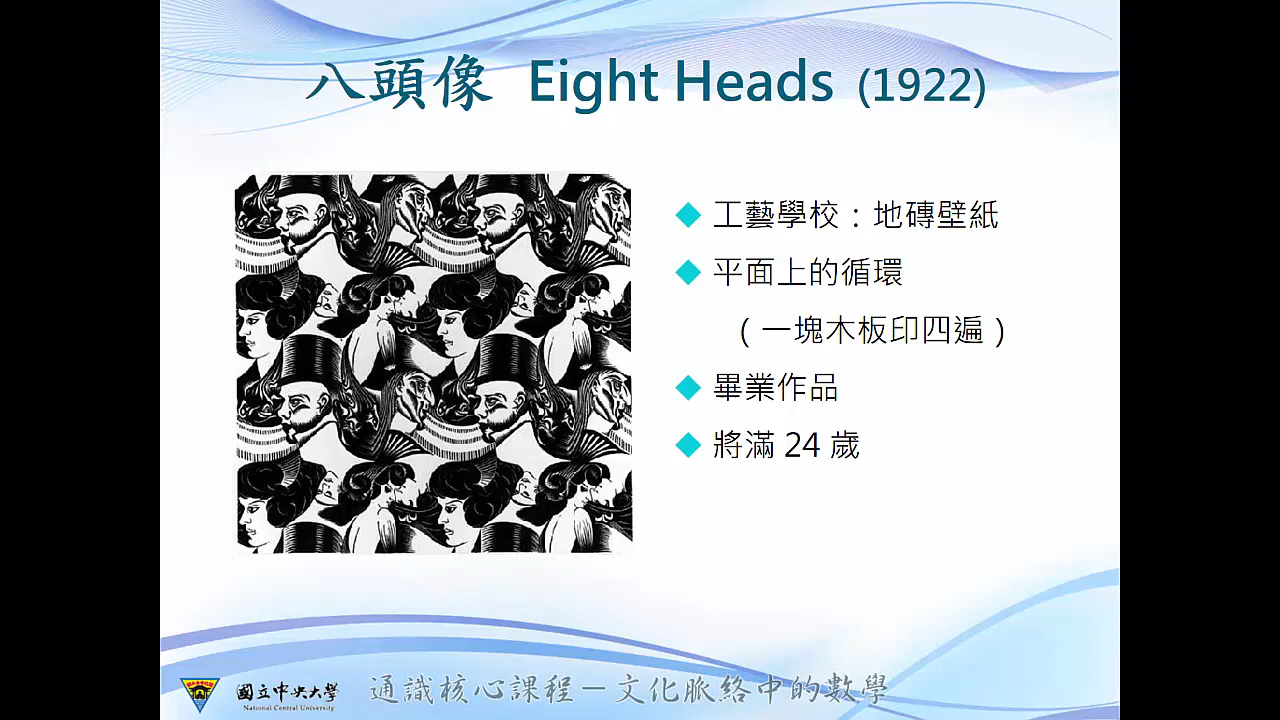 八頭像 Eight Heads (1922)
工藝學校：地磚壁紙
平面上的循環
（一塊木板印四遍）
畢業作品
將滿 24 歲
國立中央大學
National Central University
通識核心課程－文化脈絡中的數學